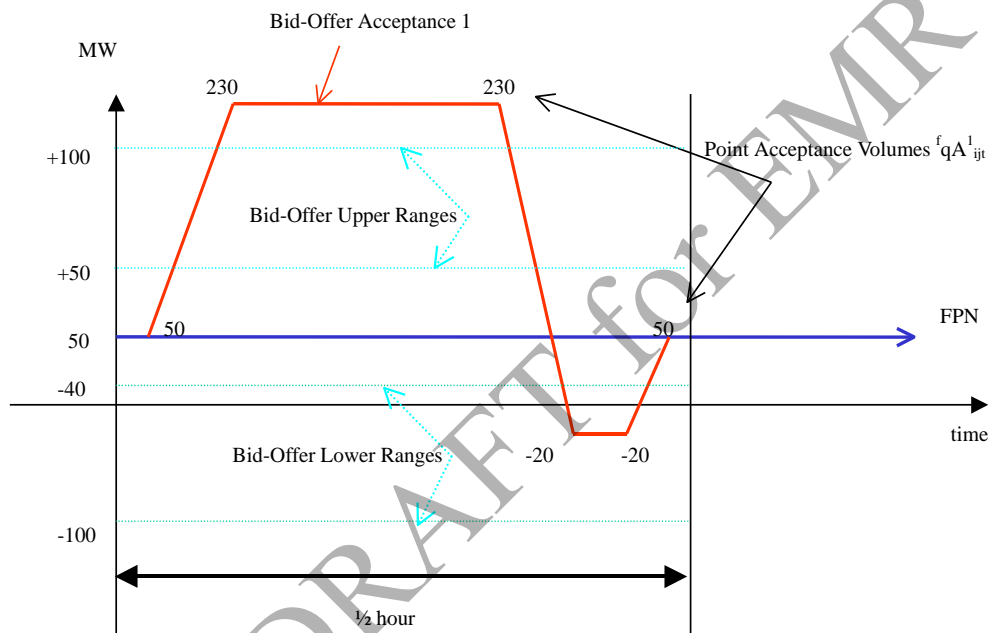 Bid-Offer Acceptance 1
MW
230
230
+100
Point Acceptance Volumes ᶠqA¹ᵢⱼₜ
Bid-Offer Upper Ranges
+50
50
50
50
FPN
-40
time
Bid-Offer Lower Ranges
-20
-20
-100
½ hour
DRAFT for EMR